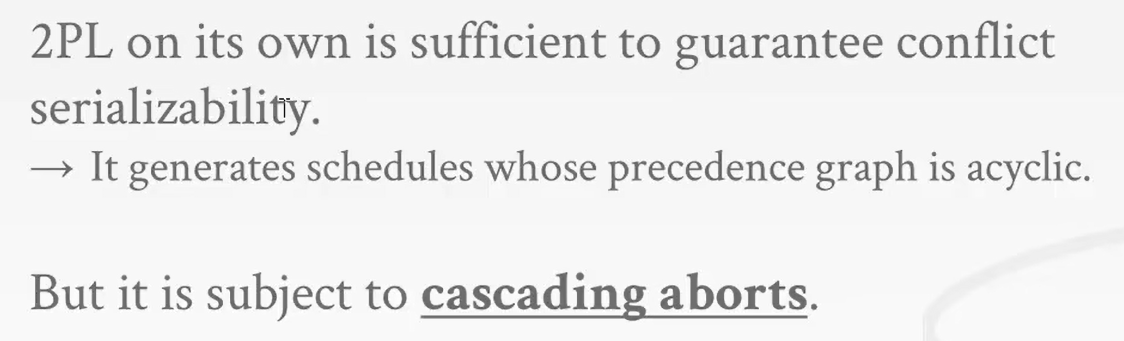 2PL on its own is sufficient to guarantee conflict
serializability.
→ It generates schedules whose precedence graph is acyclic.
But it is subject to cascading aborts.